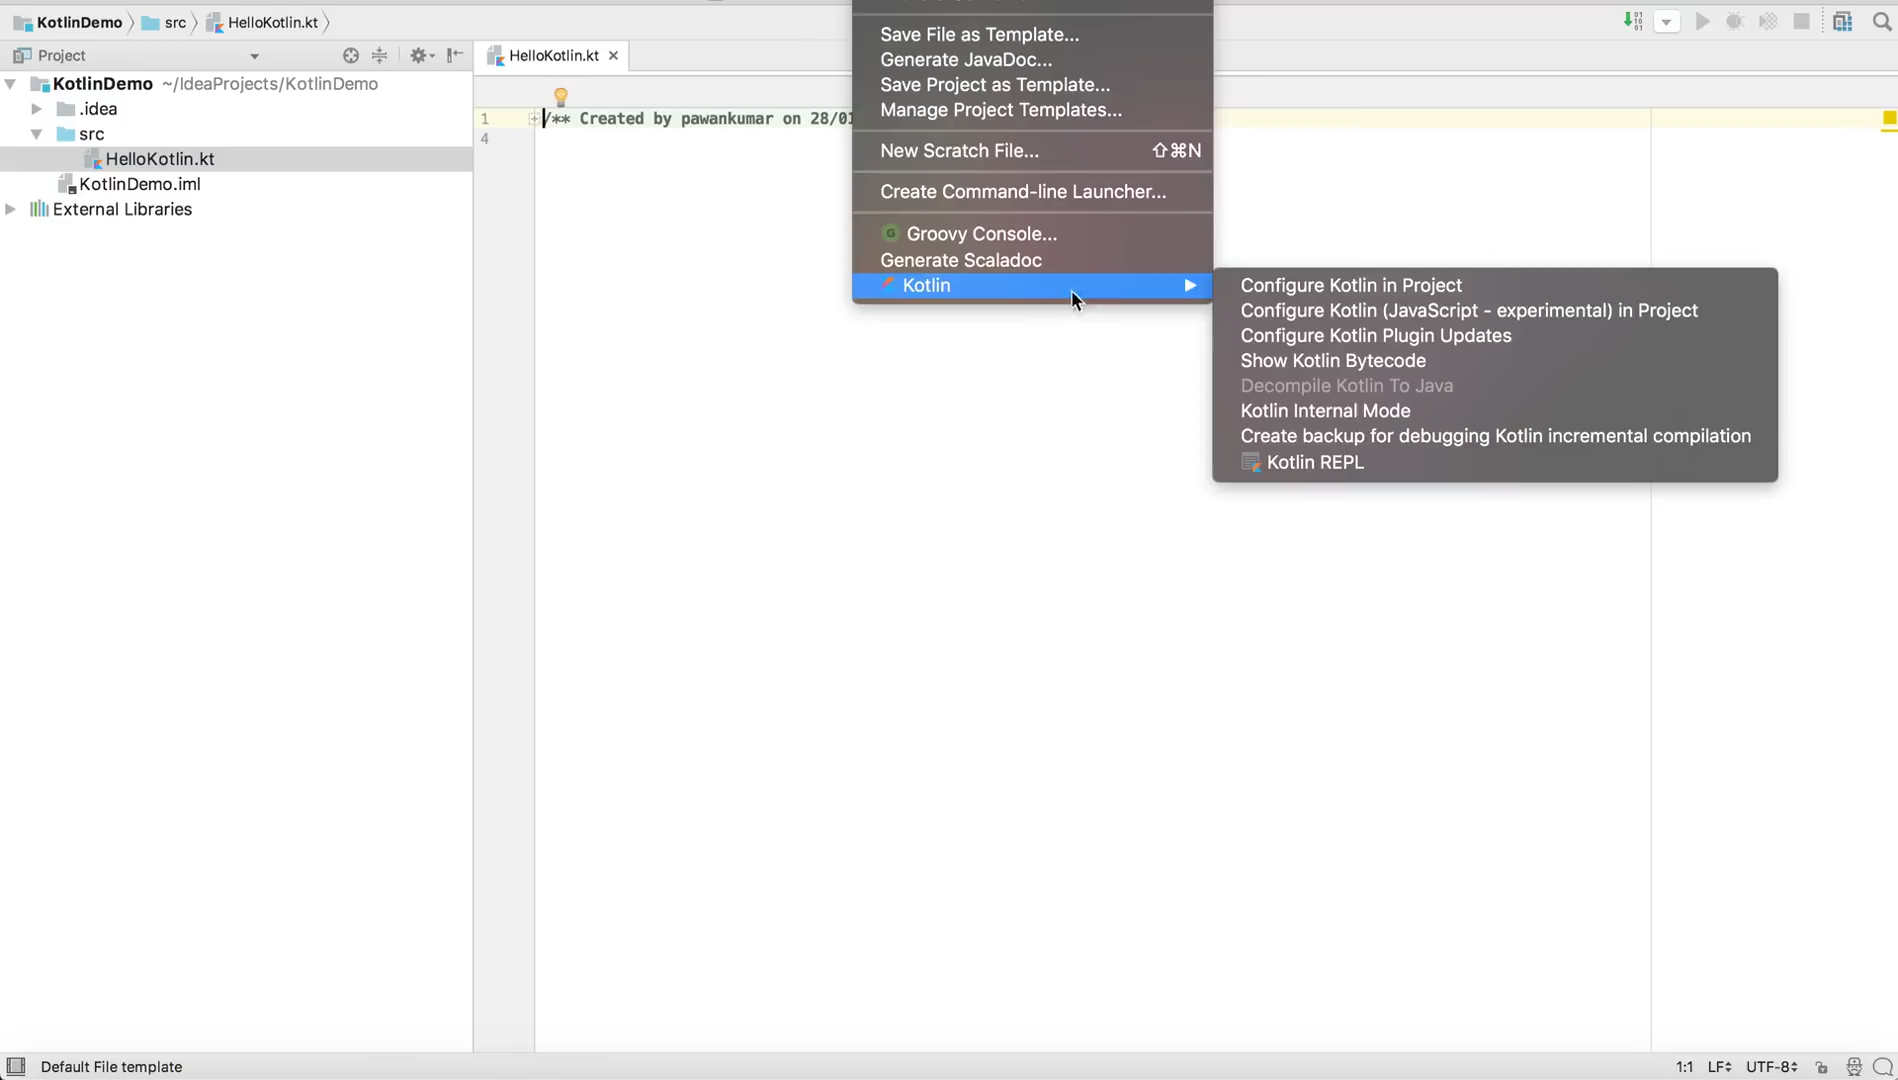 KotlinDemo
src
HelloKotlin.kt
Project
HelloKotlin.kt
KotlinDemo ~/IdeaProjects/KotlinDemo
.idea
src
HelloKotlin.kt
KotlinDemo.iml
External Libraries
1
/** Created by pawankumar on 28/01
4
Save File as Template...
Generate JavaDoc...
Save Project as Template...
Manage Project Templates...
New Scratch File... ⇧⌘N
Create Command-line Launcher...
Groovy Console...
Generate Scaladoc
Kotlin
Configure Kotlin in Project
Configure Kotlin (JavaScript - experimental) in Project
Configure Kotlin Plugin Updates
Show Kotlin Bytecode
Decompile Kotlin To Java
Kotlin Internal Mode
Create backup for debugging Kotlin incremental compilation
Kotlin REPL
Default File template
1:1 LF UTF-8